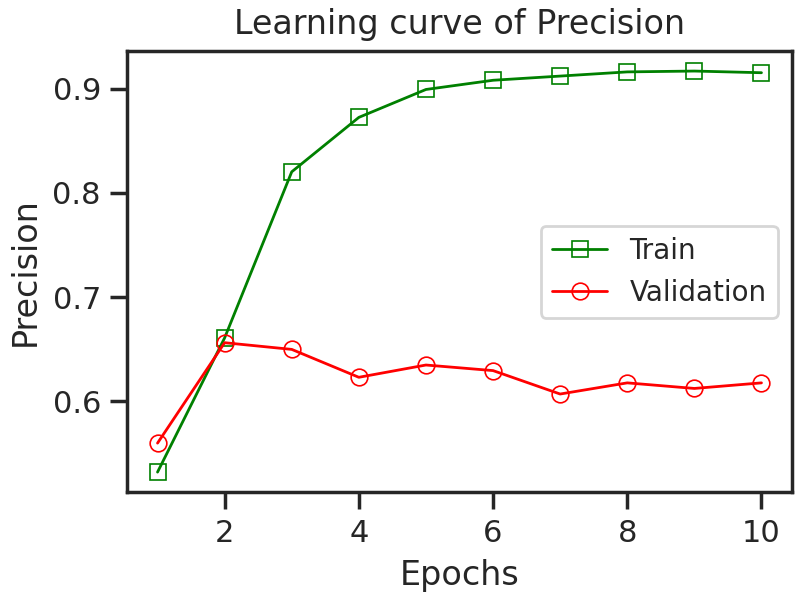 Learning curve of Precision
Precision
0.9
0.8
0.7
0.6
Train
Validation
2 4 6 8 10
Epochs